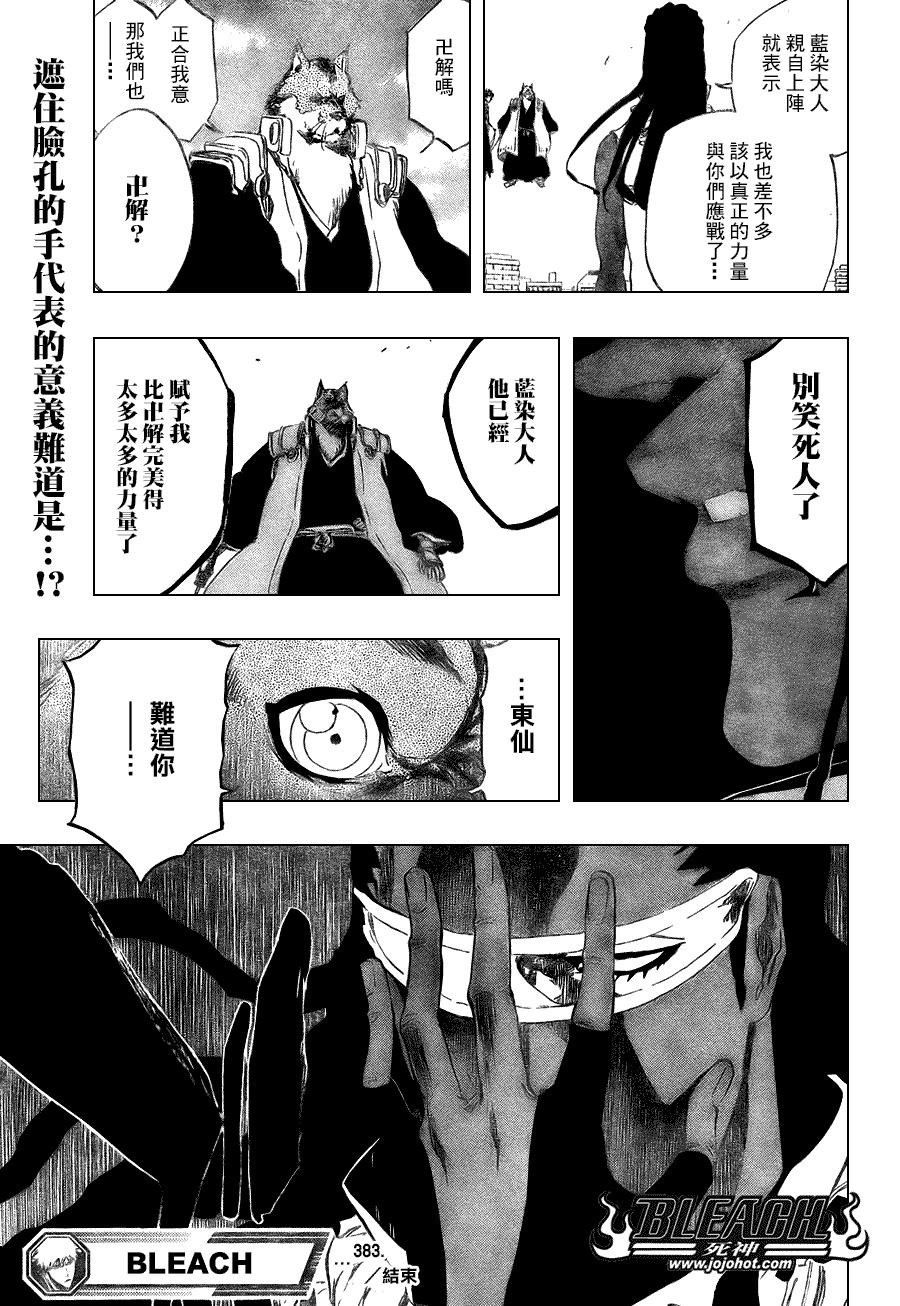 藍染大人
親自上陣
就表示
我也差不多
該以真正的力量
與你們應戰了…
卍解嗎
正合我意
那我們也
——…
卍解？
別笑死人了
藍染大人
他已經
賦予我
比卍解完美得
太多太多的力量了
…東仙
難道你
——…
遮住臉孔的手代表的意義難道是…!?
BLEACH
383.
……／結束
BLEACH
死神
www.jojohot.com